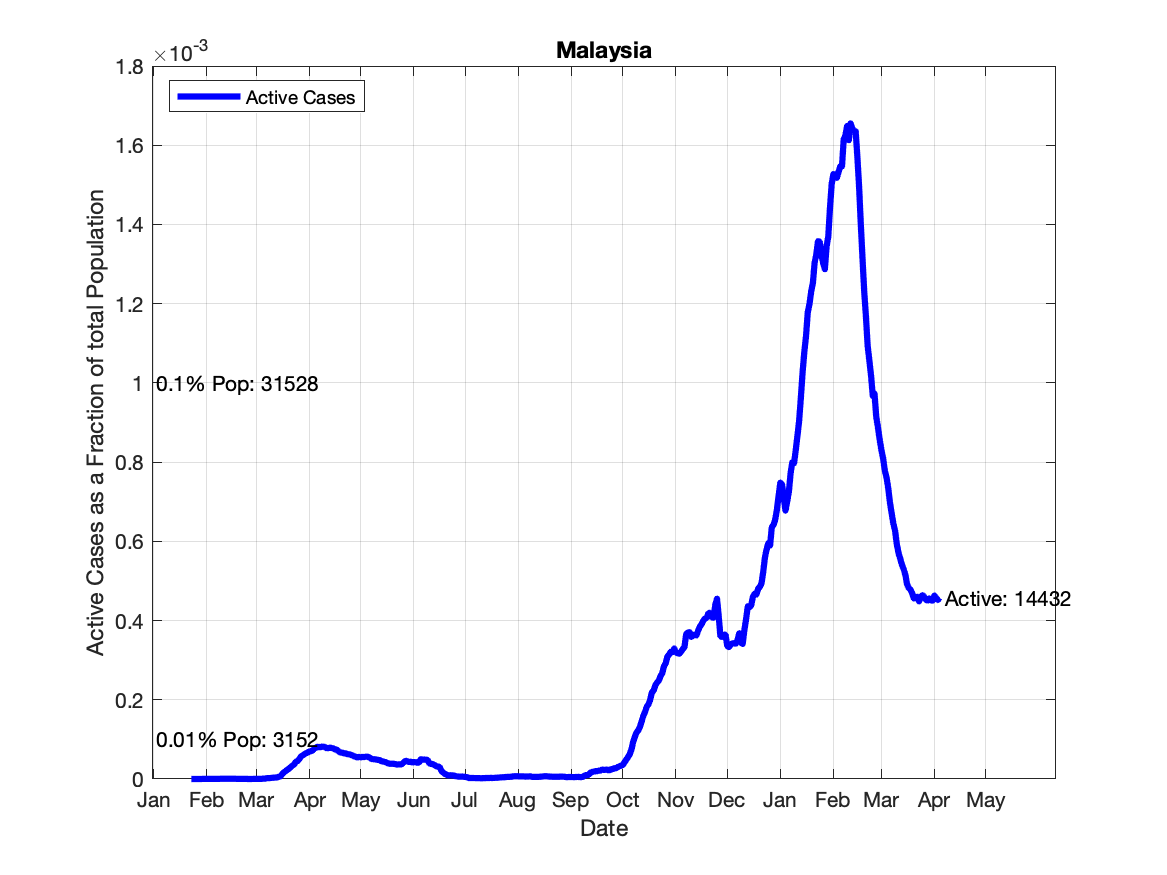 Malaysia
×10-3
1.8
Active Cases
1.6
1.4
1.2
1
0.1% Pop: 31528
0.8
0.6
Active: 14432
0.4
0.2
0.01% Pop: 3152
0
Active Cases as a Fraction of total Population
Jan Feb Mar Apr May Jun Jul Aug Sep Oct Nov Dec Jan Feb Mar Apr May
Date